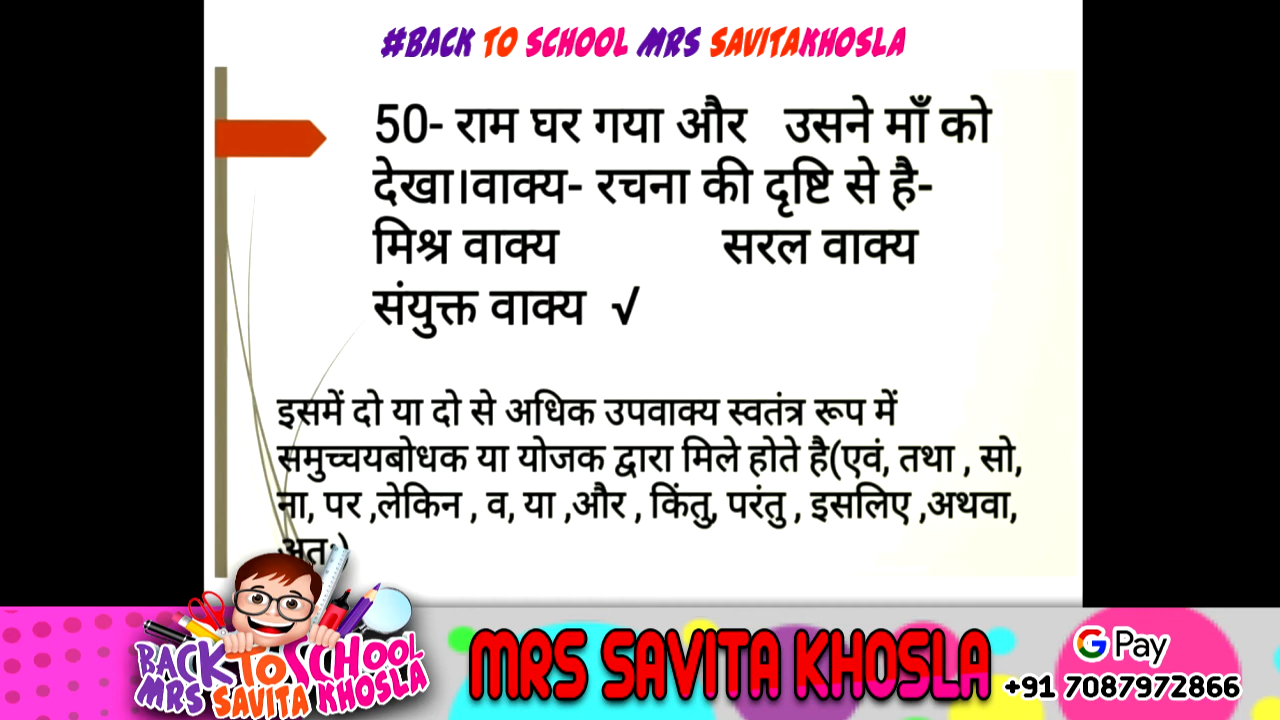 #BACK TO SCHOOL MRS SAVITAKHOSLA
50- राम घर गया और उसने माँ को
देखा।वाक्य- रचना की दृष्टि से है-
मिश्र वाक्य सरल वाक्य
संयुक्त वाक्य √
इसमें दो या दो से अधिक उपवाक्य स्वतंत्र रूप में
समुच्चयबोधक या योजक द्वारा मिले होते है(एवं, तथा , सो,
ना, पर ,लेकिन , व, या ,और , किंतु, परंतु , इसलिए ,अथवा,
अतः)
BACK TO SCHOOL
MRS SAVITA KHOSLA
MRS SAVITA KHOSLA
G Pay
+91 7087972866